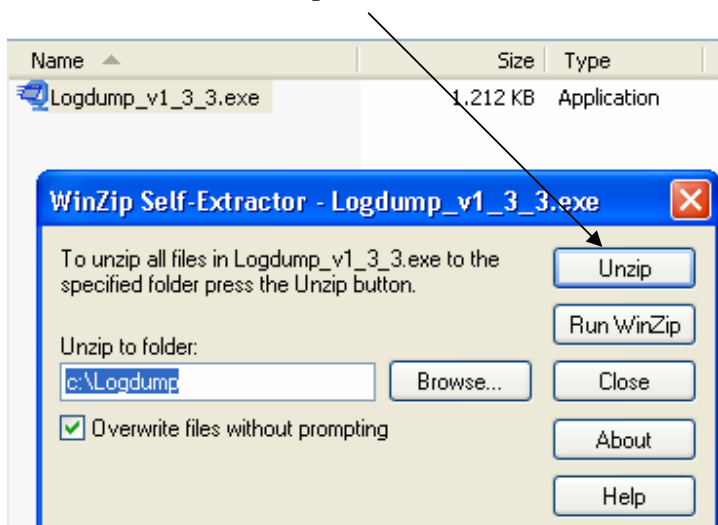 Name Size Type
Logdump_v1_3_3.exe 1,212 KB Application
WinZip Self-Extractor - Logdump_v1_3_3.exe
To unzip all files in Logdump_v1_3_3.exe to the
specified folder press the Unzip
button.
Unzip
Run WinZip
Unzip to folder:
c:\Logdump
Browse...
Close
Overwrite files without prompting
About
Help